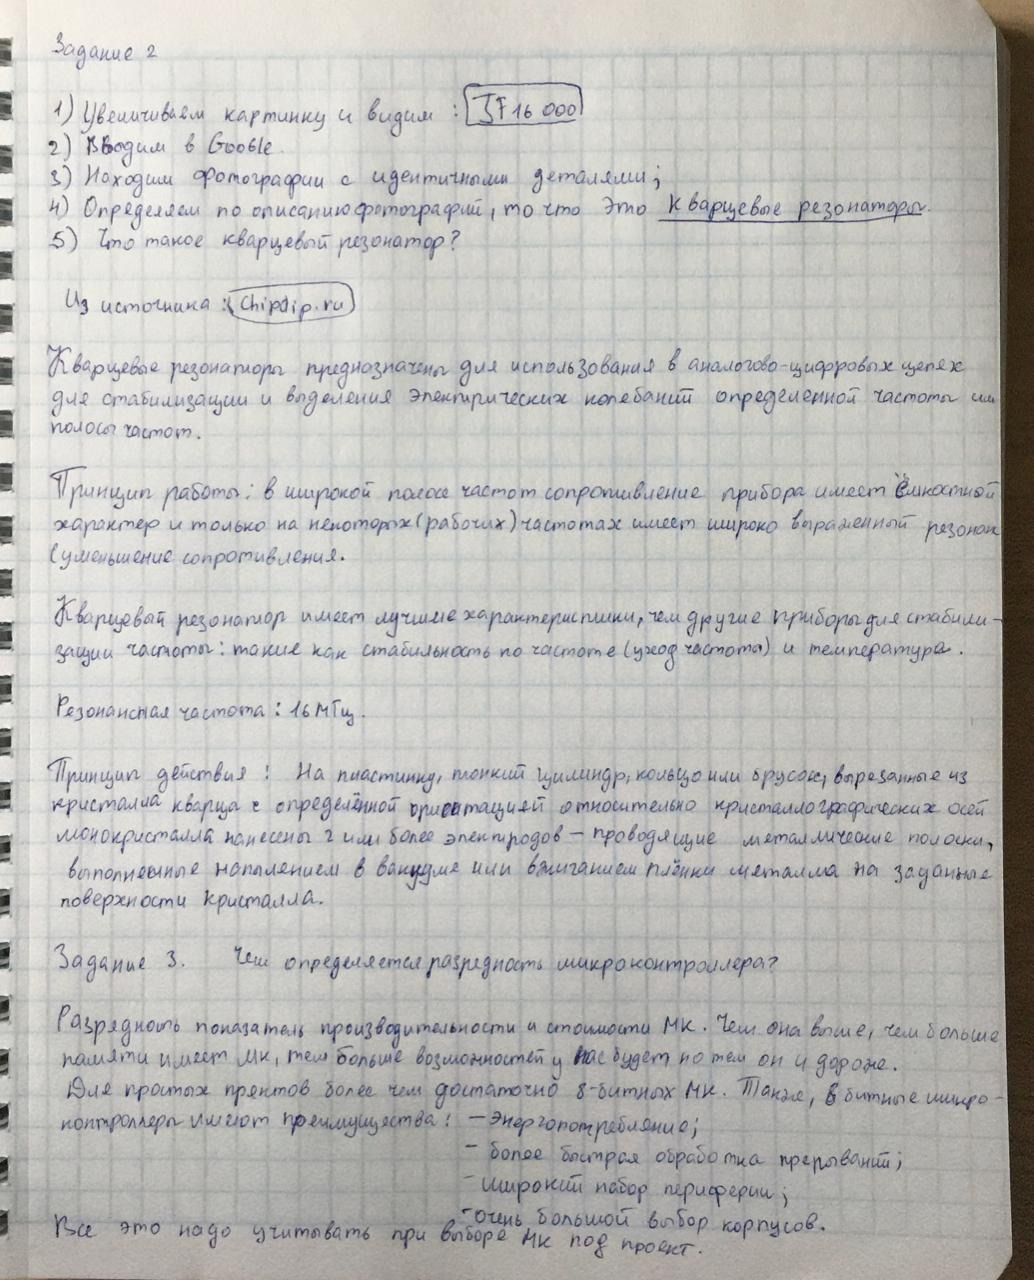 Задание 2
1) Увеличиваем картинку и видим : JF16 000
2) Вводим в Google.
3) Находим фотографии с идентичными деталями;
4) Определяем по описанию фотографий, то что это Кварцевые резонаторы.
5) Что такое кварцевый резонатор?
Из источника : chipdip.ru
Кварцевые резонаторы предназначены для использования в аналогово-цифровых цепях
для стабилизации и выделения электрических колебаний определенной частоты или
полосы частот.
Принцип работы: в широкой полосе частот сопротивление прибора имеет ёмкостной
характер и только на некоторых (рабочих) частотах имеет широко выраженный резонан
(уменьшение сопротивления.
Кварцевый резонатор имеет лучшие характеристики, чем другие приборы для стабили-
зации частоты: такие как стабильность по частоте (уход частоты) и температура.
Резонансная частота : 16 МГц.
Принцип действия : На пластинку, тонкий цилиндр, кольцо или брусок, вырезанные из
кристалла кварца с определённой ориентацией относительно кристаллографических осей
монокристалла нанесены 2 или более электродов – проводящие металлические полоски,
выполненные напылением в вакууме или вжиганием плёнки металла на заданные
поверхности кристалла.
Задание 3. Чем определяется разредность микроконтроллера?
Разрядность показатель производительности и стоимости МК. Чем она выше, чем больше
памяти имеет МК, тем больше возможностей у нас будет, но тем он и дороже.
Для простых пректов более чем достаточно 8-битных МК. Также, 8 битные микро-
контроллеры имеют преимущества : – энергопотребление;
– более быстрая обработка прерываний;
– широкий набор периферии;
– очень большой выбор корпусов.
Все это надо учитывать при выборе МК под проект.